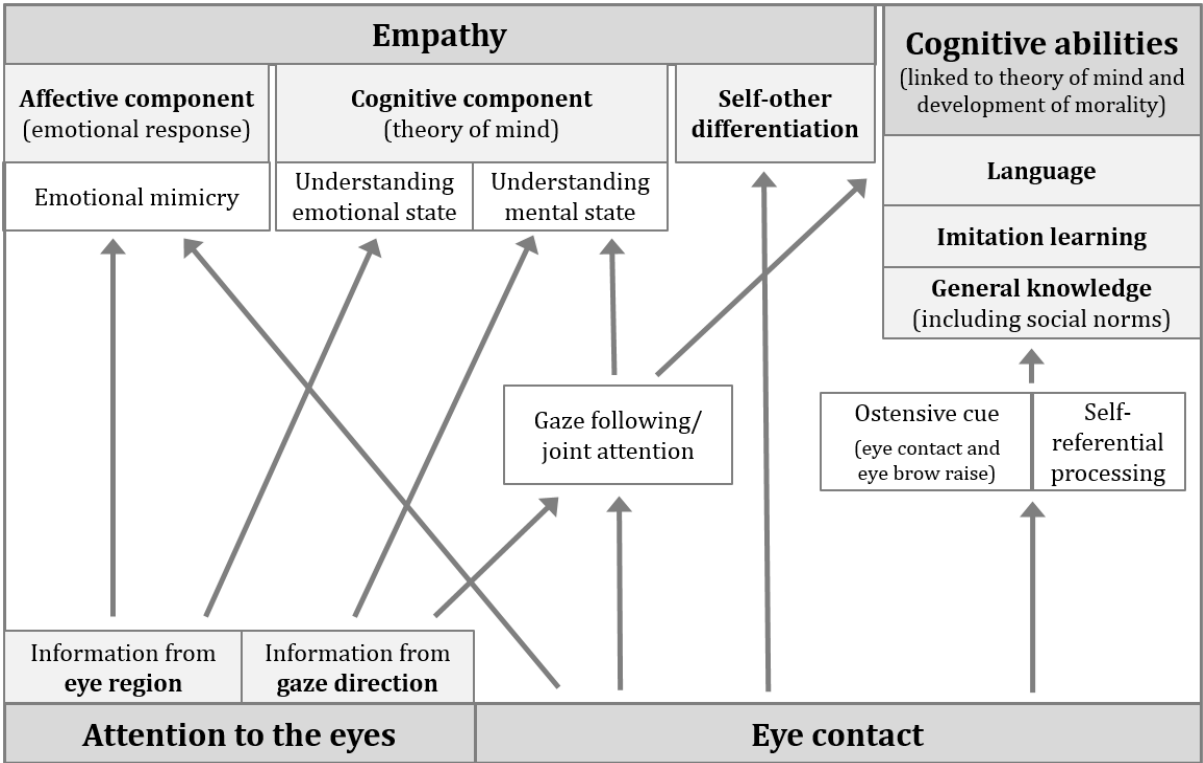 Empathy
Affective component
(emotional response)
Cognitive component
(theory of mind)
Self-other
differentiation
Cognitive abilities
(linked to theory of mind and
development of morality)
Emotional mimicry
Understanding
emotional state
Understanding
mental state
Language
Imitation learning
General knowledge
(including social norms)
Gaze following/
joint attention
Ostensive cue
(eye contact and
eye brow raise)
Self-
referential
processing
Information from
eye region
Information from
gaze direction
Attention to the eyes
Eye contact